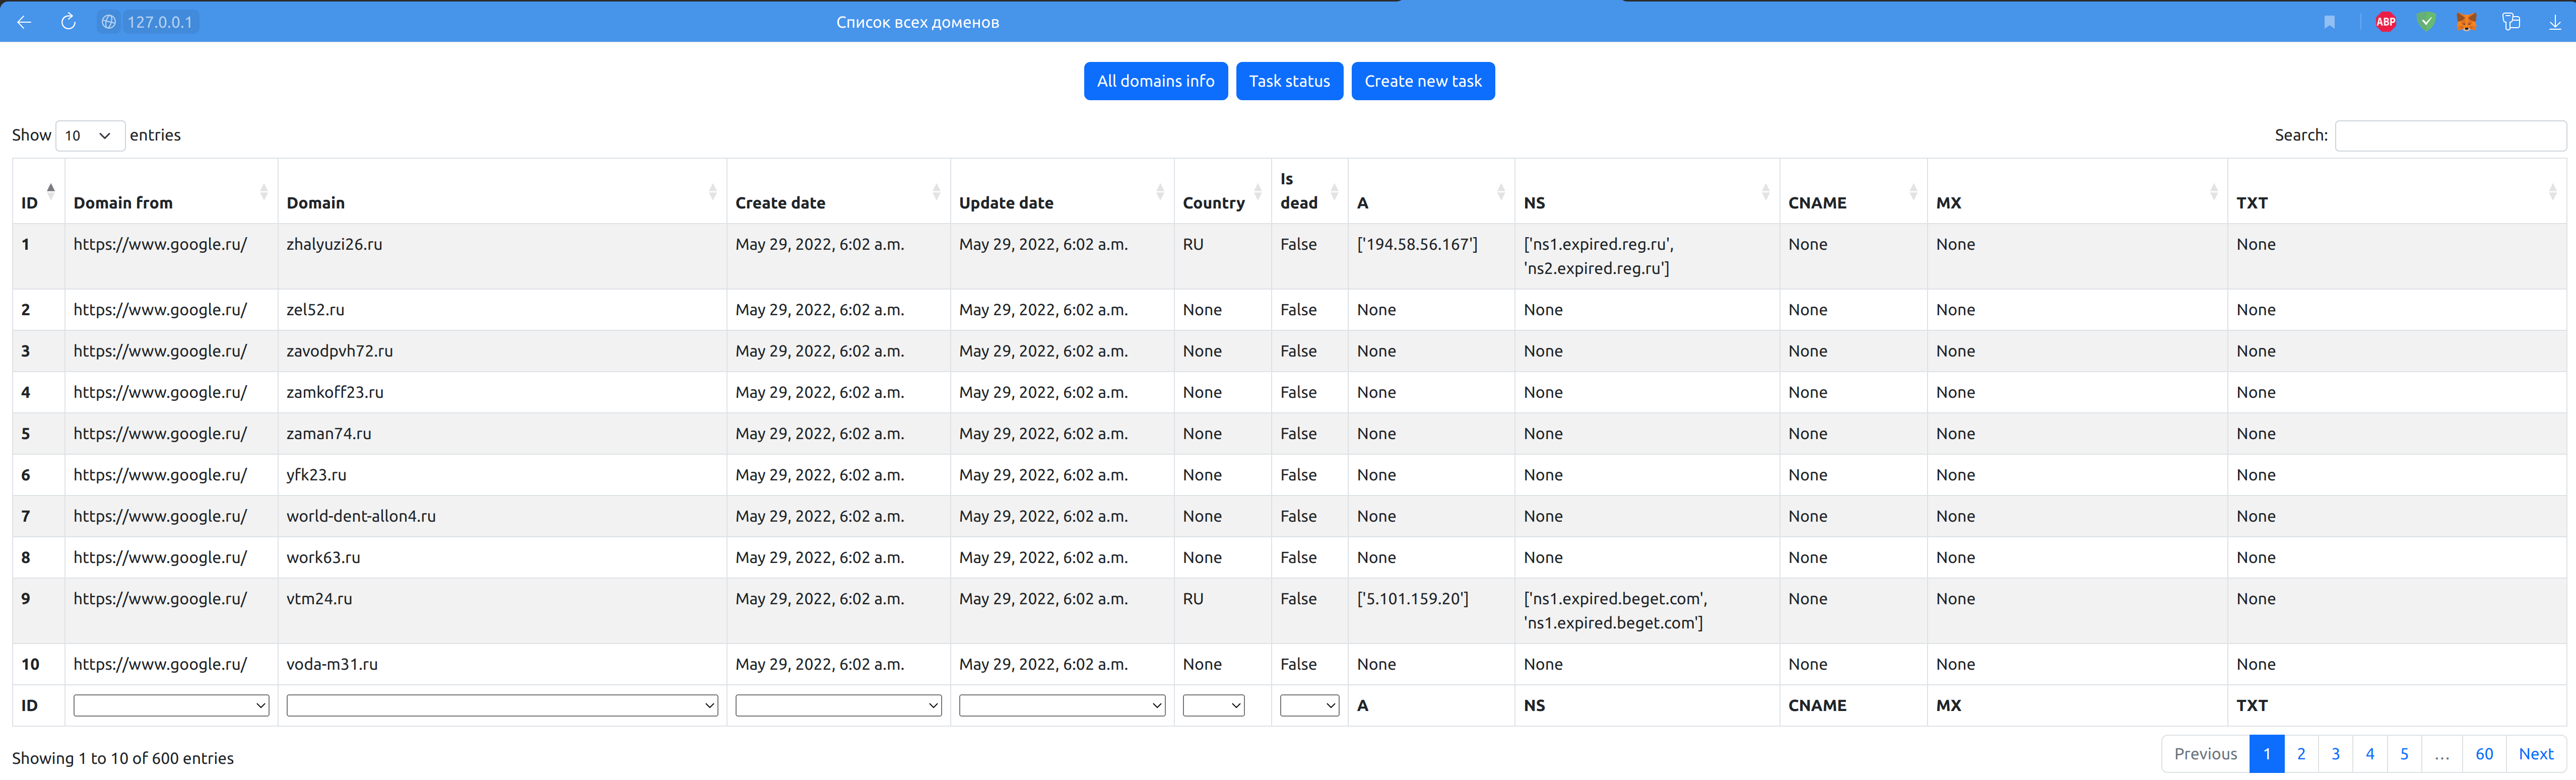 127.0.0.1 Список всех доменов ABP
All domains info Task status Create new task
Show 10 entries Search:
ID Domain from Domain Create date Update date Country Is dead A NS CNAME MX TXT
1 https://www.google.ru/ zhalyuzi26.ru May 29, 2022, 6:02 a.m. May 29, 2022, 6:02 a.m. RU False ['194.58.56.167'] ['ns1.expired.reg.ru', None None None
'ns2.expired.reg.ru']
2 https://www.google.ru/ zel52.ru May 29, 2022, 6:02 a.m. May 29, 2022, 6:02 a.m. None False None None None None None
3 https://www.google.ru/ zavodpvh72.ru May 29, 2022, 6:02 a.m. May 29, 2022, 6:02 a.m. None False None None None None None
4 https://www.google.ru/ zamkoff23.ru May 29, 2022, 6:02 a.m. May 29, 2022, 6:02 a.m. None False None None None None None
5 https://www.google.ru/ zaman74.ru May 29, 2022, 6:02 a.m. May 29, 2022, 6:02 a.m. None False None None None None None
6 https://www.google.ru/ yfk23.ru May 29, 2022, 6:02 a.m. May 29, 2022, 6:02 a.m. None False None None None None None
7 https://www.google.ru/ world-dent-allon4.ru May 29, 2022, 6:02 a.m. May 29, 2022, 6:02 a.m. None False None None None None None
8 https://www.google.ru/ work63.ru May 29, 2022, 6:02 a.m. May 29, 2022, 6:02 a.m. None False None None None None None
9 https://www.google.ru/ vtm24.ru May 29, 2022, 6:02 a.m. May 29, 2022, 6:02 a.m. RU False ['5.101.159.20'] ['ns1.expired.beget.com', None None None
'ns1.expired.beget.com']
10 https://www.google.ru/ voda-m31.ru May 29, 2022, 6:02 a.m. May 29, 2022, 6:02 a.m. None False None None None None None
ID A NS CNAME MX TXT
Showing 1 to 10 of 600 entries Previous 1 2 3 4 5 … 60 Next